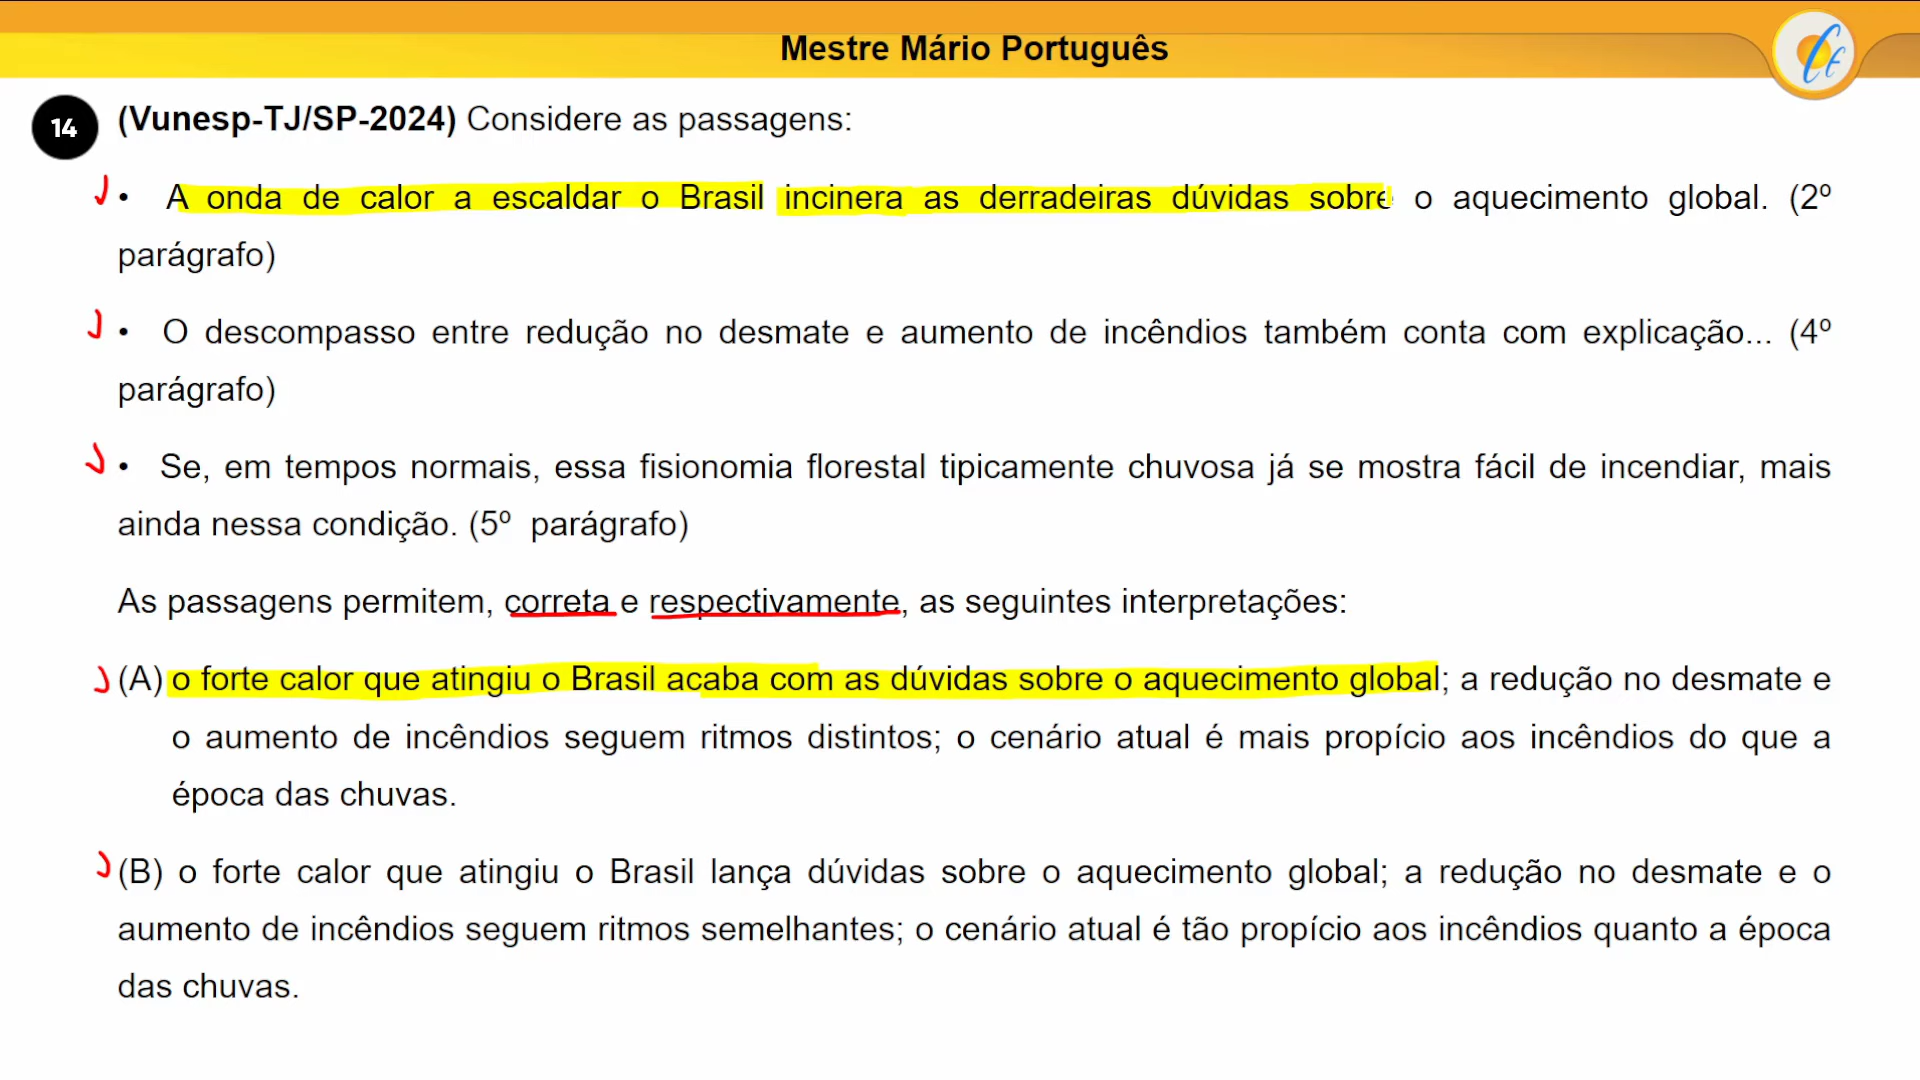 Mestre Mário Português
14
(Vunesp-TJ/SP-2024) Considere as passagens:
• A onda de calor a escaldar o Brasil incinera as derradeiras dúvidas sobre o aquecimento global. (2º
parágrafo)
• O descompasso entre redução no desmate e aumento de incêndios também conta com explicação... (4º
parágrafo)
• Se, em tempos normais, essa fisionomia florestal tipicamente chuvosa já se mostra fácil de incendiar, mais
ainda nessa condição. (5º parágrafo)
As passagens permitem, correta e respectivamente, as seguintes interpretações:
(A) o forte calor que atingiu o Brasil acaba com as dúvidas sobre o aquecimento global; a redução no desmate e
o aumento de incêndios seguem ritmos distintos; o cenário atual é mais propício aos incêndios do que a
época das chuvas.
(B) o forte calor que atingiu o Brasil lança dúvidas sobre o aquecimento global; a redução no desmate e o
aumento de incêndios seguem ritmos semelhantes; o cenário atual é tão propício aos incêndios quanto a época
das chuvas.